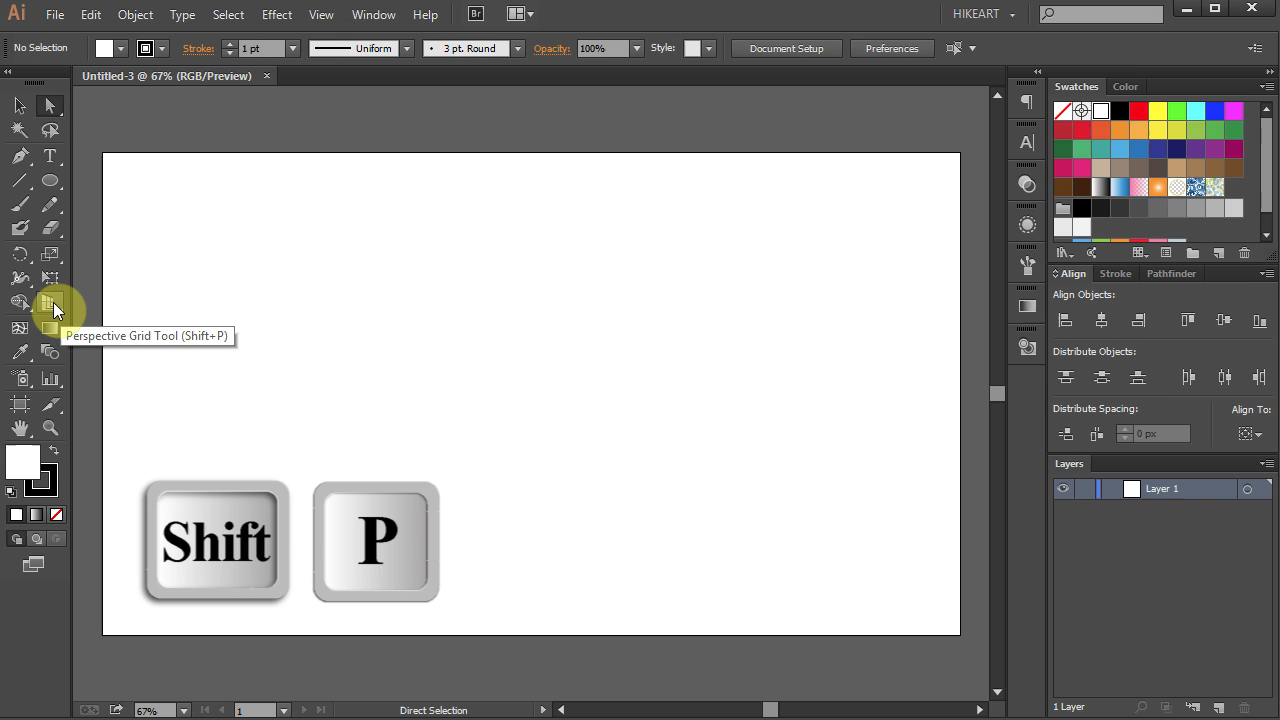 Ai File Edit Object Type Select Effect View Window Help Br HIKEART
No Selection Stroke: 1 pt Uniform 3 pt. Round Opacity: 100% Style: Document Setup Preferences
Untitled-3 @ 67% (RGB/Preview)
Swatches Color
Align Stroke Pathfinder
Align Objects:
Perspective Grid Tool (Shift+P)
Distribute Objects:
Distribute Spacing: Align To:
0 px
Layers
Layer 1
Shift P
67% 1 Direct Selection
1 Layer